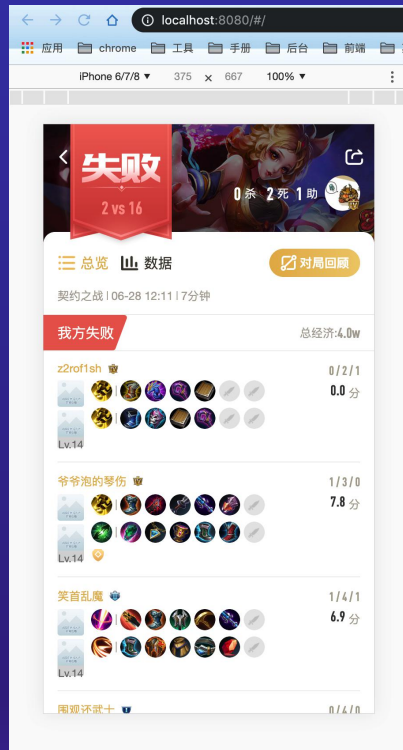 localhost:8080/#/
应用 chrome 工具 手册 后台 前端
iPhone 6/7/8 ▼ 375 × 667 100% ▼
失败
2 vs 16
0 杀 2 死 1 助
总览 数据 对局回顾
契约之战 | 06-28 12:11 | 7分钟
我方失败 总经济:4.0w
z2rof1sh 0/2/1
0.0 分
Lv.14
爷爷泡的琴伤 1/3/0
7.8 分
Lv.14
笑首乱魔 1/4/1
6.9 分
Lv.14
围观还武士 0/4/0